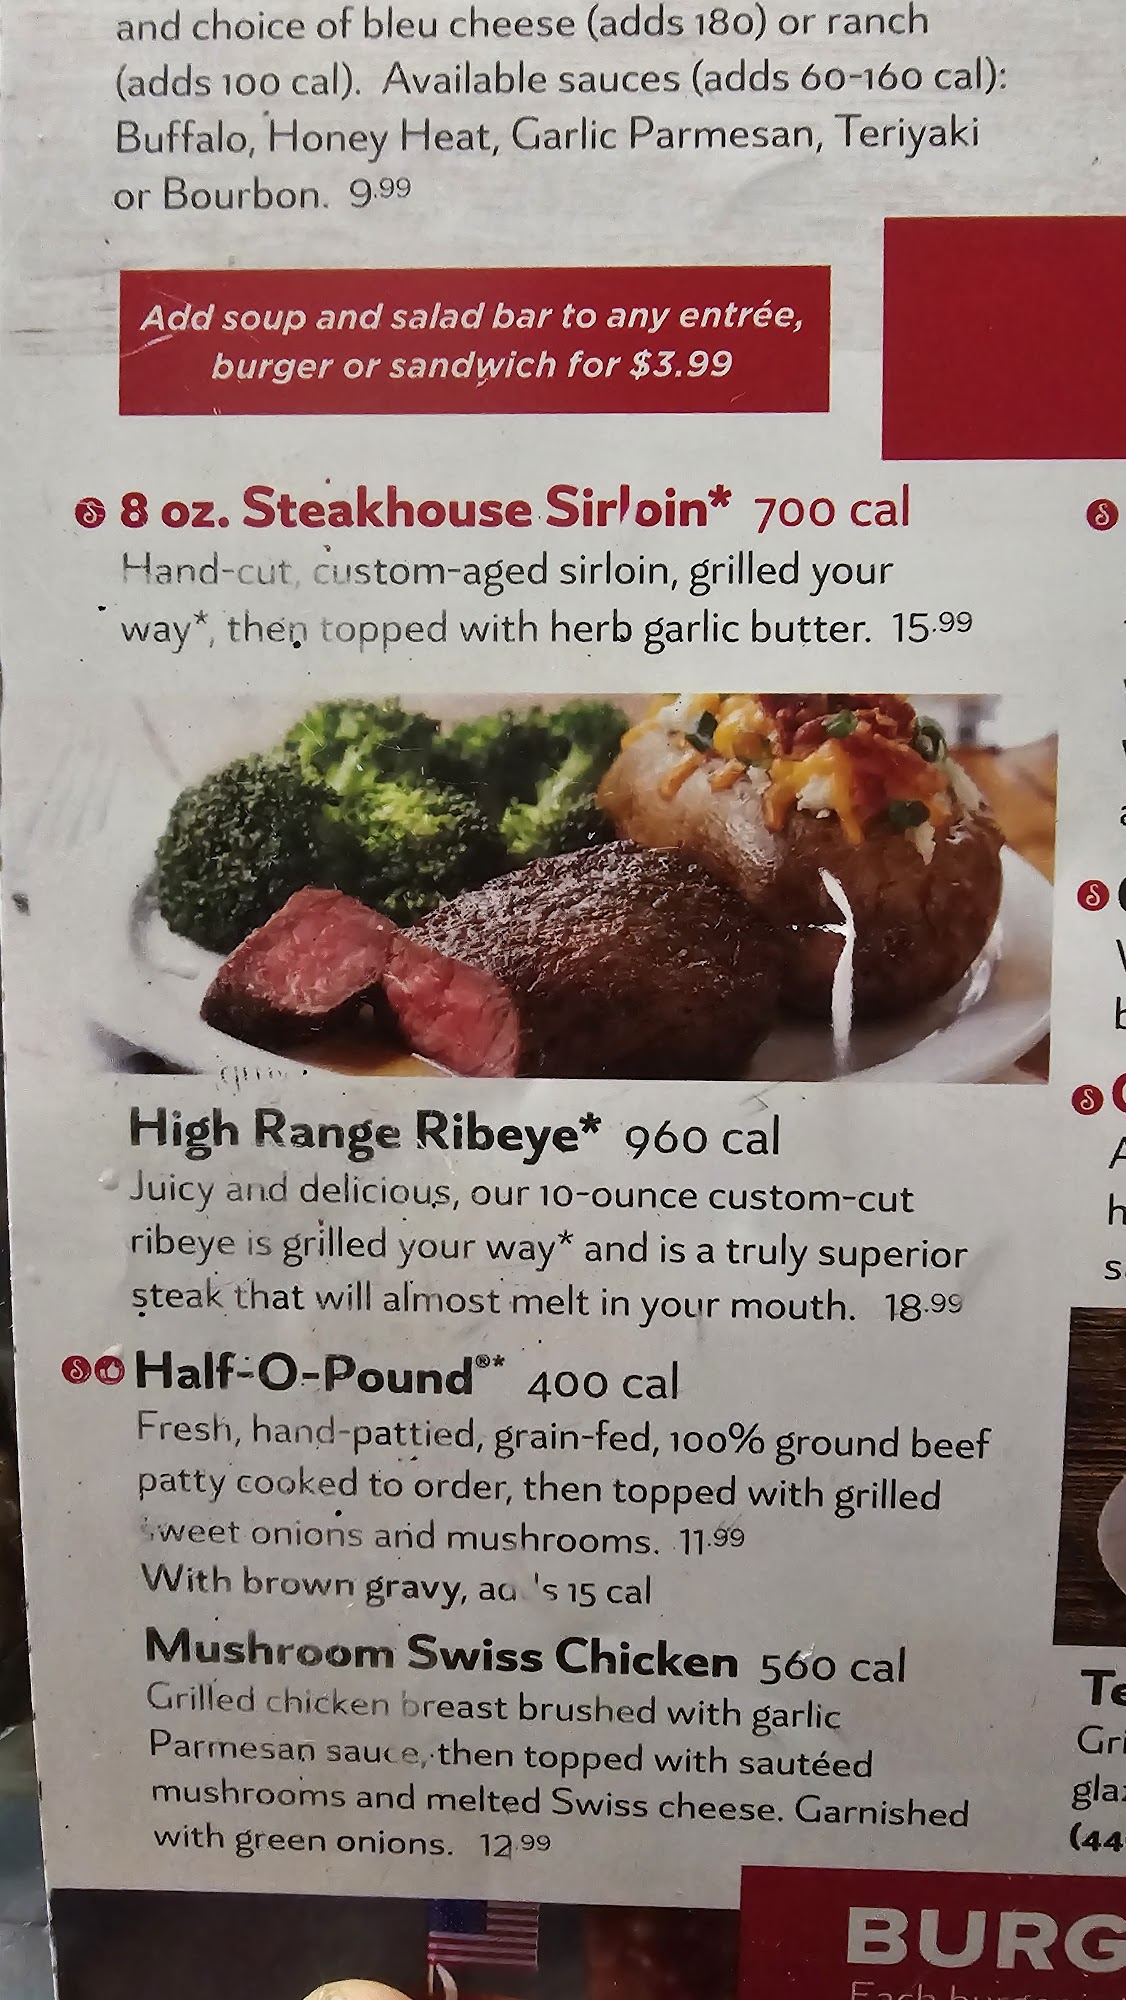 and choice of bleu cheese (adds 180) or ranch
(adds 100 cal). Available sauces (adds 60-160 cal):
Buffalo, Honey Heat, Garlic Parmesan, Teriyaki
or Bourbon. 9.99
Add soup and salad bar to any entrée,
burger or sandwich for $3.99
8 oz. Steakhouse Sirloin* 700 cal
Hand-cut, custom-aged sirloin, grilled your
way*, then topped with herb garlic butter. 15.99
High Range Ribeye* 960 cal
Juicy and delicious, our 10-ounce custom-cut
ribeye is grilled your way* and is a truly superior
steak that will almost melt in your mouth. 18.99
Half-O-Pound®* 400 cal
Fresh, hand-pattied, grain-fed, 100% ground beef
patty cooked to order, then topped with grilled
sweet onions and mushrooms. 11.99
With brown gravy, adds 15 cal
Mushroom Swiss Chicken 560 cal
Grilled chicken breast brushed with garlic
Parmesan sauce, then topped with sautéed
mushrooms and melted Swiss cheese. Garnished
with green onions. 12.99
Te
Gri
gla
(44
BURG
Each